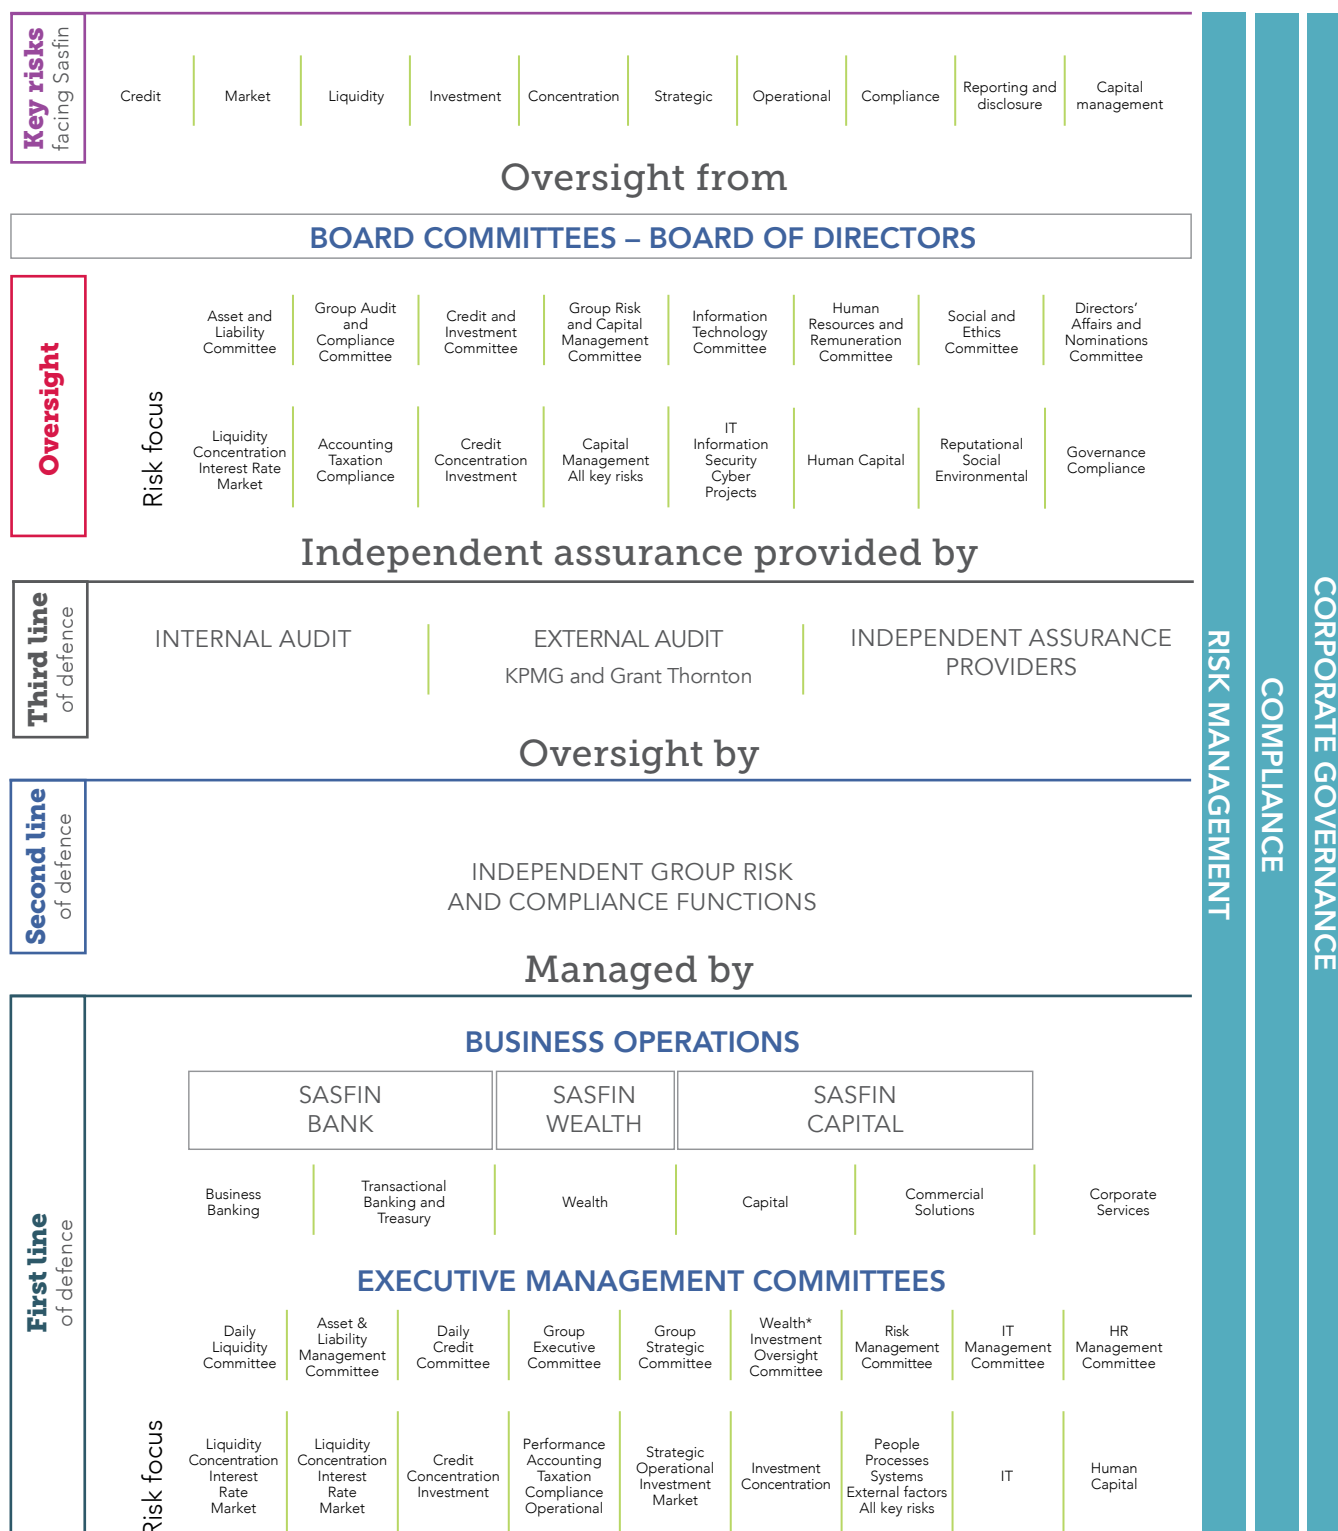 Key risks
facing Sasfin
Credit
Market
Liquidity
Investment
Concentration
Strategic
Operational
Compliance
Reporting and
disclosure
Capital
management
Oversight from
BOARD COMMITTEES – BOARD OF DIRECTORS
Oversight
Asset and
Liability
Committee
Group Audit
and
Compliance
Committee
Credit and
Investment
Committee
Group Risk
and Capital
Management
Committee
Information
Technology
Committee
Human
Resources and
Remuneration
Committee
Social and
Ethics
Committee
Directors’
Affairs and
Nominations
Committee
Risk focus
Liquidity
Concentration
Interest Rate
Market
Accounting
Taxation
Compliance
Credit
Concentration
Investment
Capital
Management
All key risks
IT
Information
Security
Cyber
Projects
Human Capital
Reputational
Social
Environmental
Governance
Compliance
Independent assurance provided by
Third line
of defence
INTERNAL AUDIT
EXTERNAL AUDIT
KPMG and Grant Thornton
INDEPENDENT ASSURANCE
PROVIDERS
Oversight by
Second line
of defence
INDEPENDENT GROUP RISK
AND COMPLIANCE FUNCTIONS
Managed by
First line
of defence
BUSINESS OPERATIONS
SASFIN
BANK
SASFIN
WEALTH
SASFIN
CAPITAL
Business
Banking
Transactional
Banking and
Treasury
Wealth
Capital
Commercial
Solutions
Corporate
Services
EXECUTIVE MANAGEMENT COMMITTEES
Daily
Liquidity
Committee
Asset &
Liability
Management
Committee
Daily
Credit
Committee
Group
Executive
Committee
Group
Strategic
Committee
Wealth*
Investment
Oversight
Committee
Risk
Management
Committee
IT
Management
Committee
HR
Management
Committee
Risk focus
Liquidity
Concentration
Interest
Rate
Market
Liquidity
Concentration
Interest
Rate
Market
Credit
Concentration
Investment
Performance
Accounting
Taxation
Compliance
Operational
Strategic
Operational
Investment
Market
Investment
Concentration
People
Processes
Systems
External factors
All key risks
IT
Human
Capital
RISK MANAGEMENT
COMPLIANCE
CORPORATE GOVERNANCE